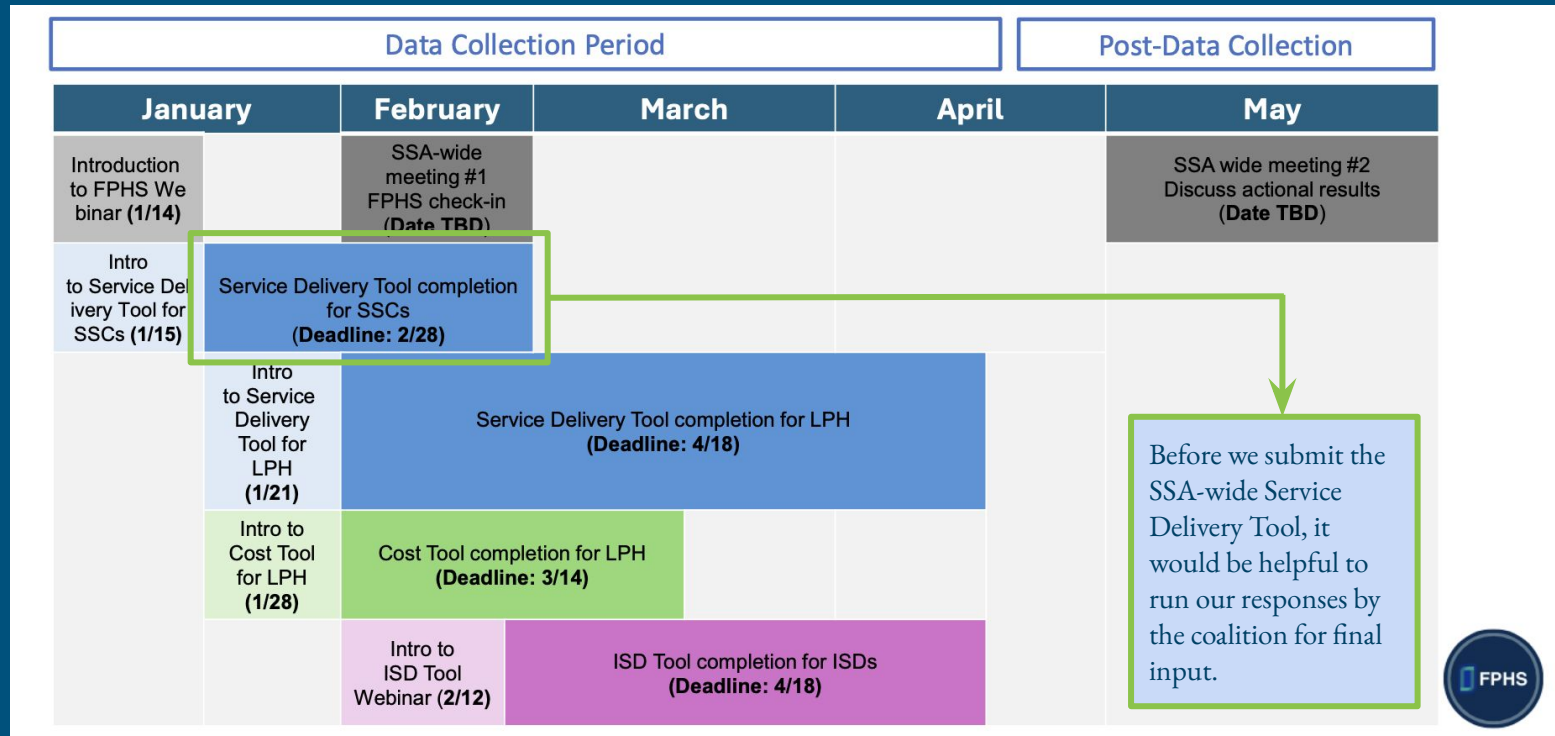 Data Collection Period
Post-Data Collection
January
February
March
April
May
Introduction
to FPHS We
binar (1/14)
SSA-wide
meeting #1
FPHS check-in
(Date TBD)
SSA wide meeting #2
Discuss actional results
(Date TBD)
Intro
to Service Del
ivery Tool for
SSCs (1/15)
Service Delivery Tool completion
for SSCs
(Deadline: 2/28)
Intro
to Service
Delivery
Tool for
LPH
(1/21)
Service Delivery Tool completion for LPH
(Deadline: 4/18)
Before we submit the
SSA-wide Service
Delivery Tool, it
would be helpful to
run our responses by
the coalition for final
input.
Intro to
Cost Tool
for LPH
(1/28)
Cost Tool completion for LPH
(Deadline: 3/14)
Intro to
ISD Tool
Webinar (2/12)
ISD Tool completion for ISDs
(Deadline: 4/18)
FPHS